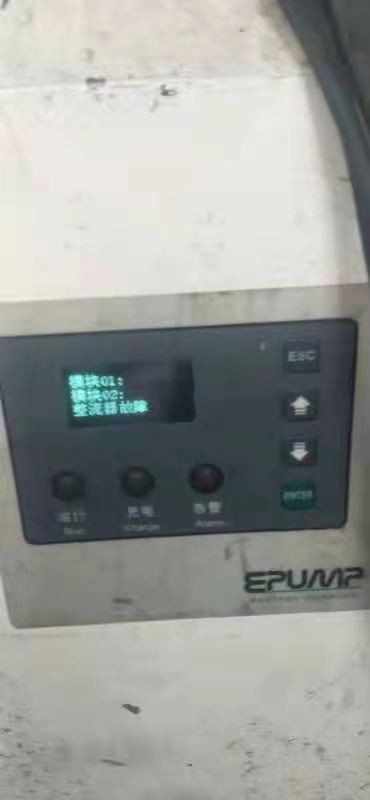 模块01:
模块02:
整流器故障
ESC
ENTER
运行
充电
告警
Run
Charge
Alarm
EPUMP